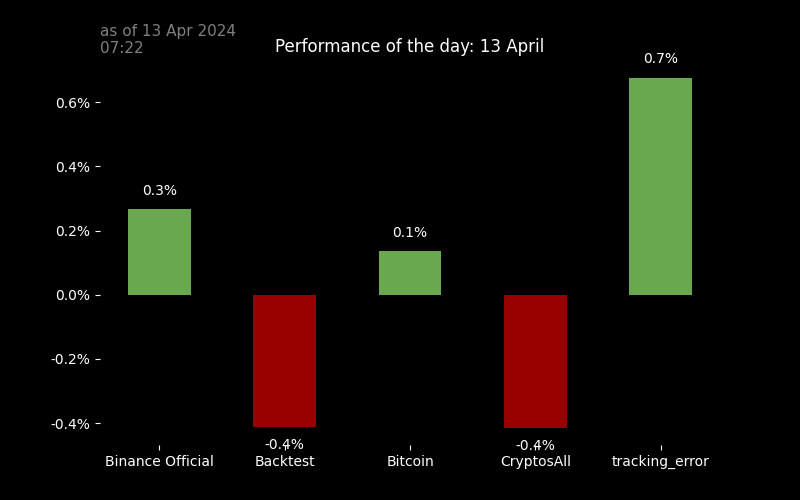 as of 13 Apr 2024
07:22
Performance of the day: 13 April
0.7%
0.6%
0.4%
0.3%
0.2%
0.1%
0.0%
-0.2%
-0.4%
-0.4%
-0.4%
Binance Official
Backtest
Bitcoin
CryptosAll
tracking_error